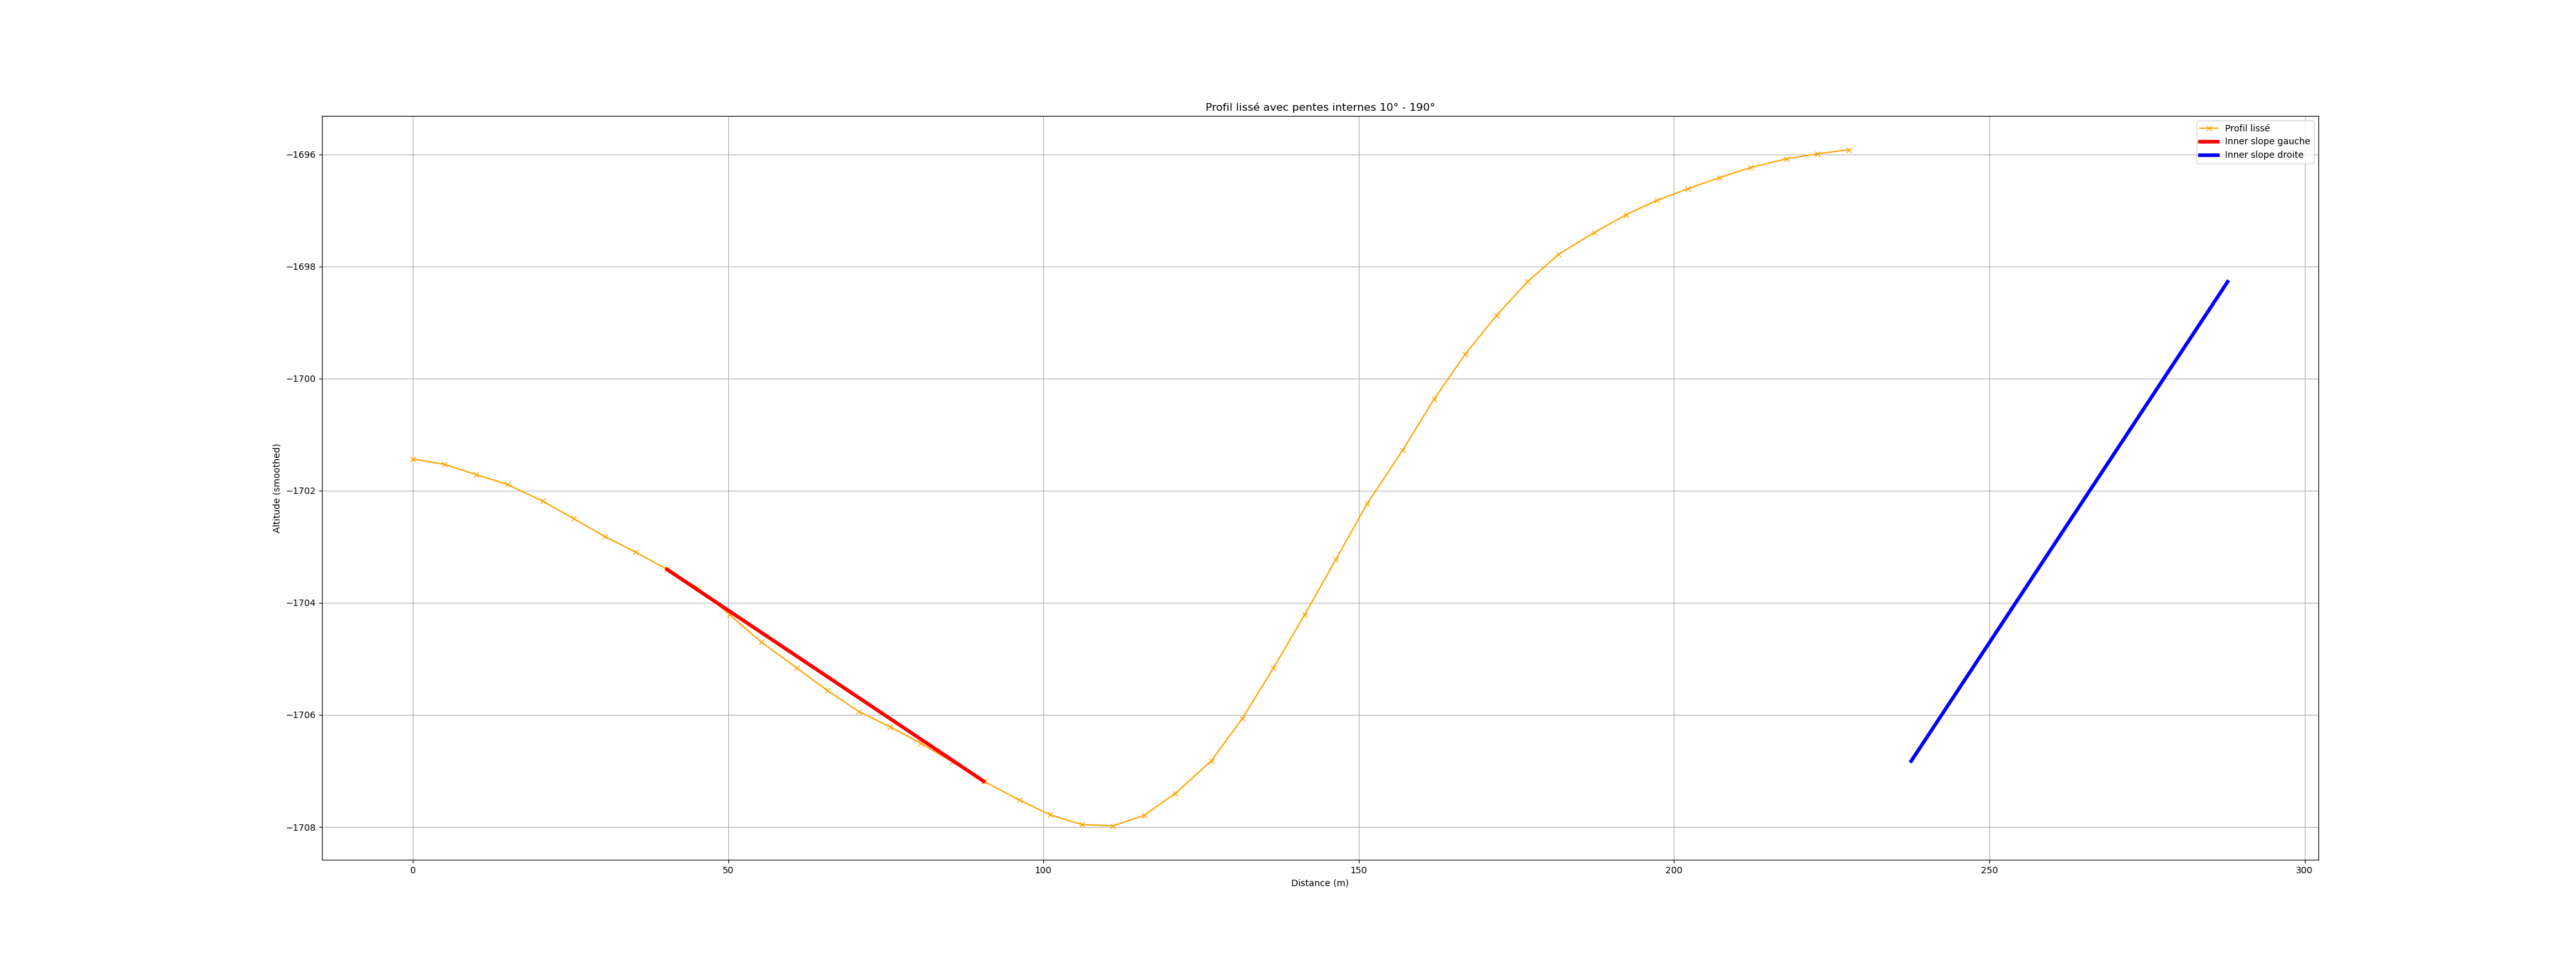 Profil lissé avec pentes internes 10° - 190°
Profil lissé
Inner slope gauche
Inner slope droite
Altitude (smoothed)
−1696
−1698
−1700
−1702
−1704
−1706
−1708
0 50 100 150 200 250 300
Distance (m)